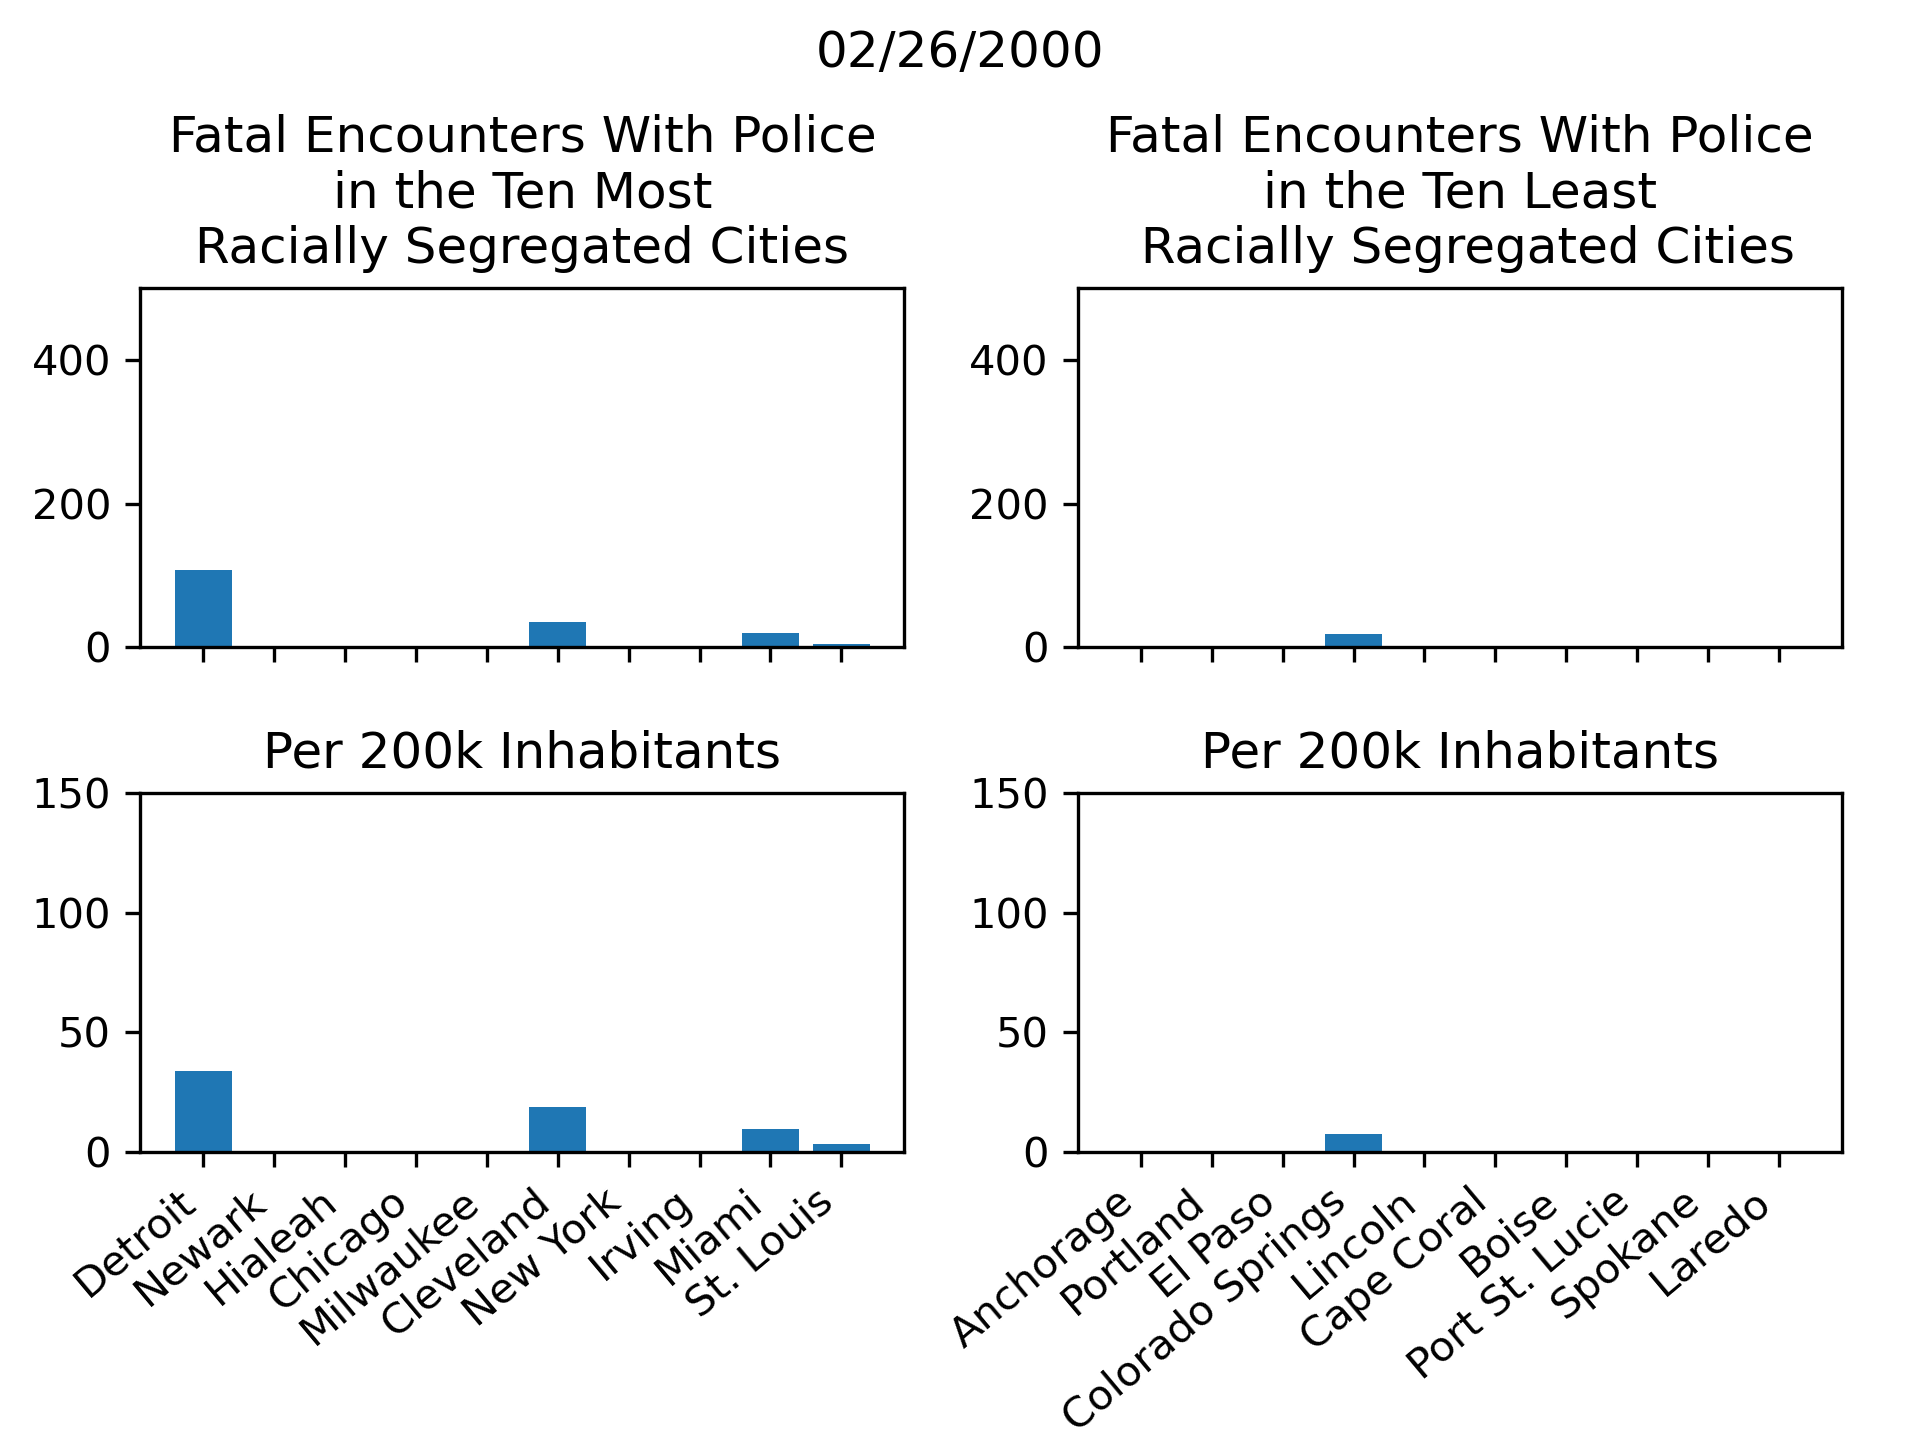 02/26/2000
Fatal Encounters With Police
in the Ten Most
Racially Segregated Cities
400
200
0
Fatal Encounters With Police
in the Ten Least
Racially Segregated Cities
400
200
0
Per 200k Inhabitants
150
100
50
0
Detroit
Newark
Hialeah
Chicago
Milwaukee
Cleveland
New York
Irving
Miami
St. Louis
Per 200k Inhabitants
150
100
50
0
Anchorage
Portland
El Paso
Colorado Springs
Lincoln
Cape Coral
Boise
Port St. Lucie
Spokane
Laredo